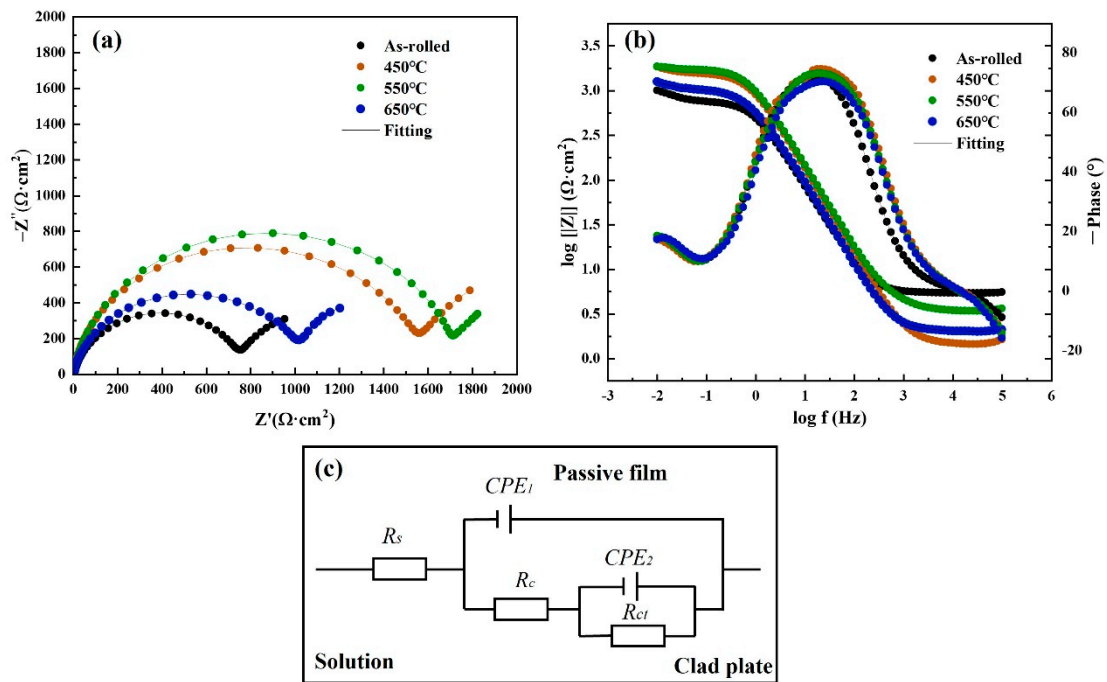 (a)
2000
1800
1600
1400
1200
1000
800
600
400
200
0
−Z''(Ω·cm²)
0 200 400 600 800 1000 1200 1400 1600 1800 2000
Z'(Ω·cm²)
As-rolled
450°C
550°C
650°C
Fitting
(b)
3.5
3.0
2.5
2.0
1.5
1.0
0.5
0.0
log [|Z|] (Ω·cm²)
-3 -2 -1 0 1 2 3 4 5 6
log f (Hz)
80
60
40
20
0
-20
— Phase (°)
As-rolled
450°C
550°C
650°C
Fitting
(c)
Passive film
CPE₁
Rs
CPE₂
Rc
Rct
Solution
Clad plate